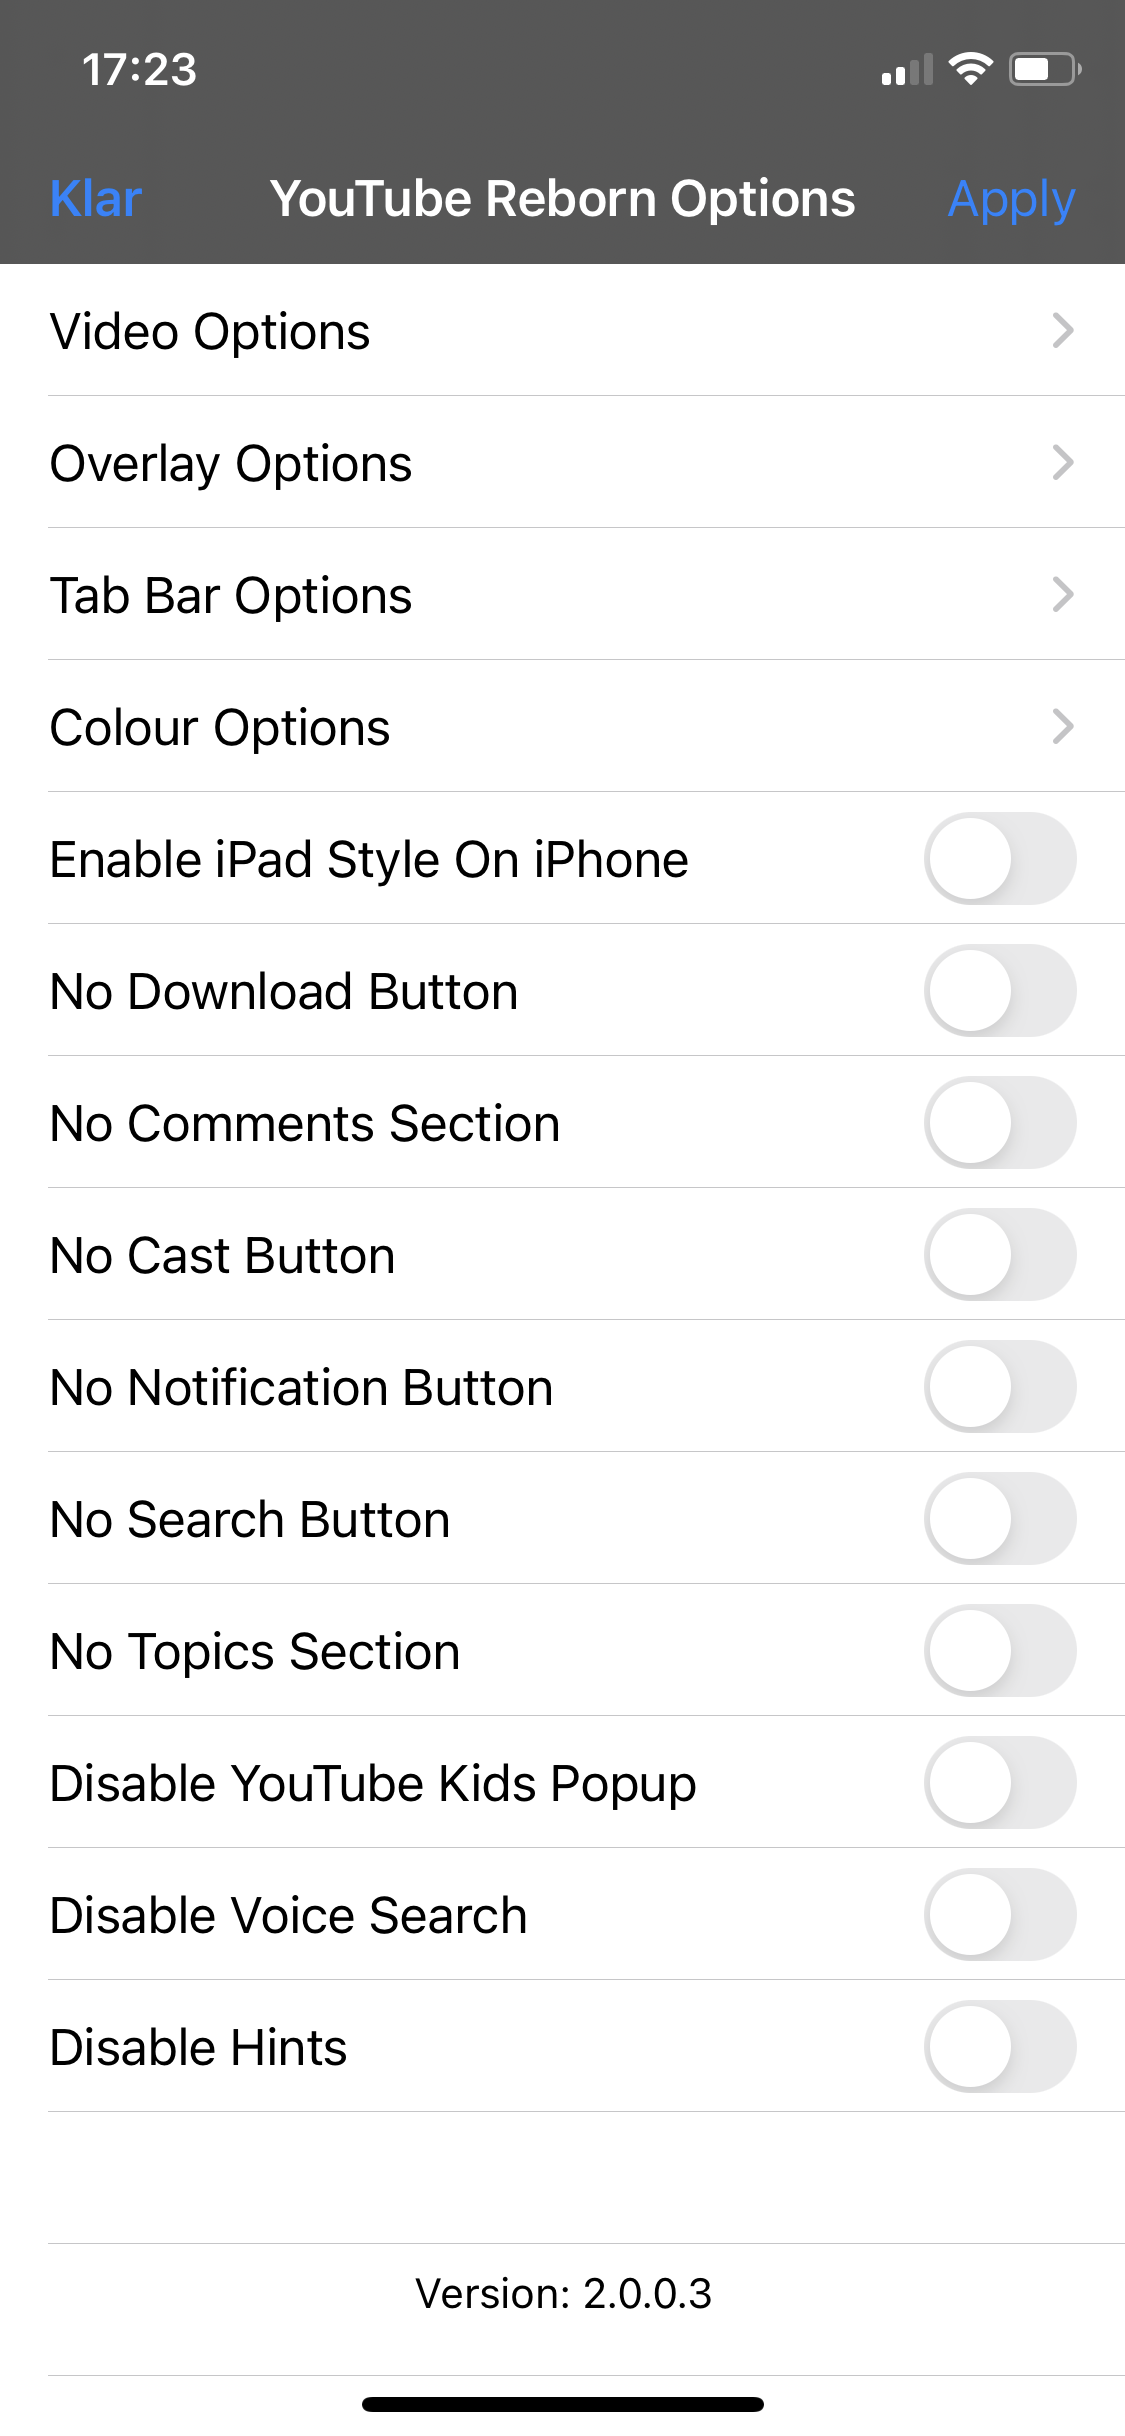 17:23
Klar YouTube Reborn Options Apply
Video Options
Overlay Options
Tab Bar Options
Colour Options
Enable iPad Style On iPhone
No Download Button
No Comments Section
No Cast Button
No Notification Button
No Search Button
No Topics Section
Disable YouTube Kids Popup
Disable Voice Search
Disable Hints
Version: 2.0.0.3